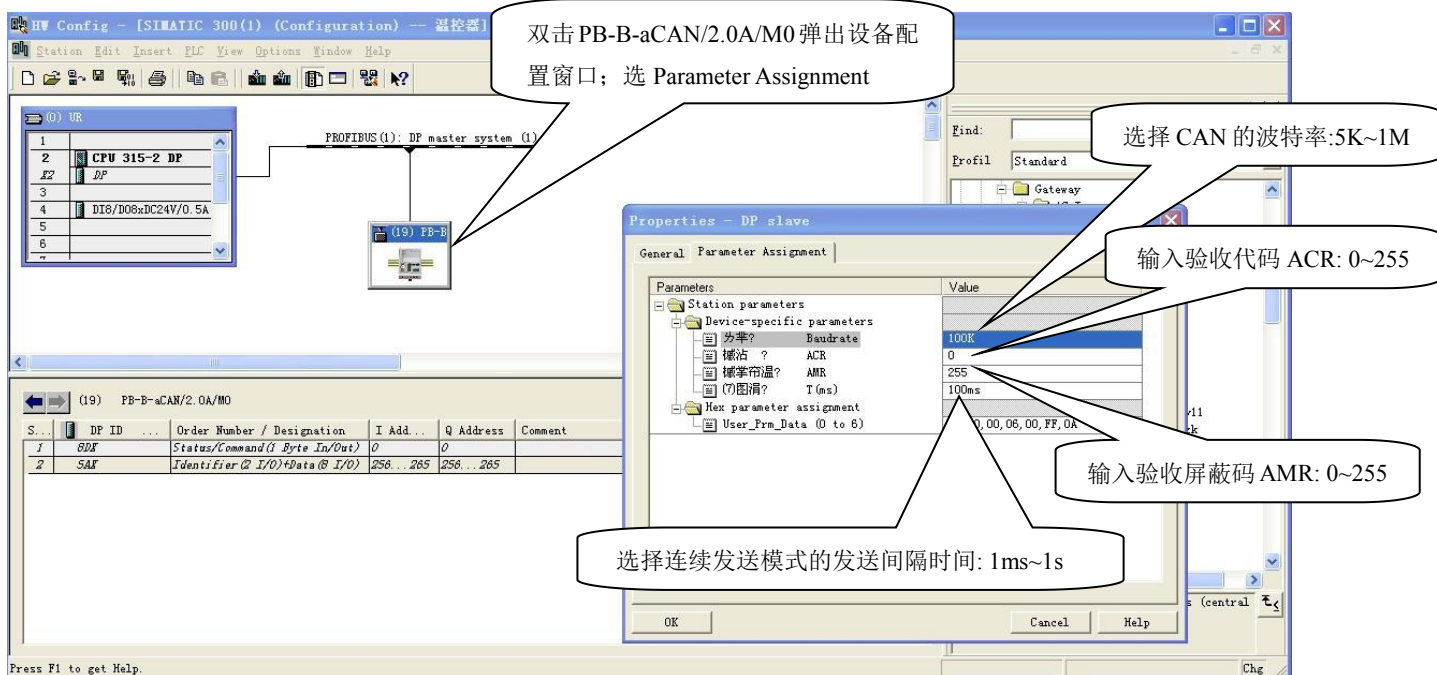 HW Config - [SIMATIC 300(1) (Configuration) -- 温控器]
Station Edit Insert PLC View Options Window Help
双击 PB-B-aCAN/2.0A/M0 弹出设备配
置窗口；选 Parameter Assignment
(0) UR
1
2 CPU 315-2 DP
X2 DP
3
4 DI8/DO8xDC24V/0.5A
5
6
PROFIBUS(1): DP master system (1)
(19) PB-B
Find:
Profil Standard
Gateway
选择 CAN 的波特率:5K~1M
输入验收代码 ACR: 0~255
输入验收屏蔽码 AMR: 0~255
选择连续发送模式的发送间隔时间: 1ms~1s
Properties - DP slave
General Parameter Assignment
Parameters Value
Station parameters
Device-specific parameters
Baudrate 100K
ACR 0
AMR 255
T(ms) 100ms
Hex parameter assignment
User_Prm_Data (0 to 6) 00,06,00,FF,0A
OK Cancel Help
(central
(19) PB-B-aCAN/2.0A/M0
S... DP ID ... Order Number / Designation I Add... Q Address Comment
1 8DX Status/Command(1 Byte In/Out) 0 0
2 5AX Identifier(2 I/O)+Data(8 I/O) 256...265 256...265
Press F1 to get Help.
Chg